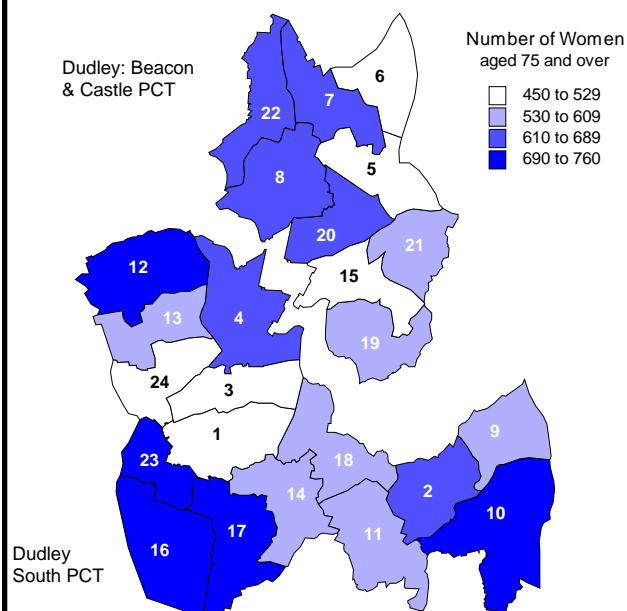 Number of Women
aged 75 and over
450 to 529
530 to 609
610 to 689
690 to 760
Dudley: Beacon
& Castle PCT
6
7
22
5
8
20
21
12
15
13
4
19
24
3
1
9
23
18
2
14
10
17
11
16
Dudley
South PCT